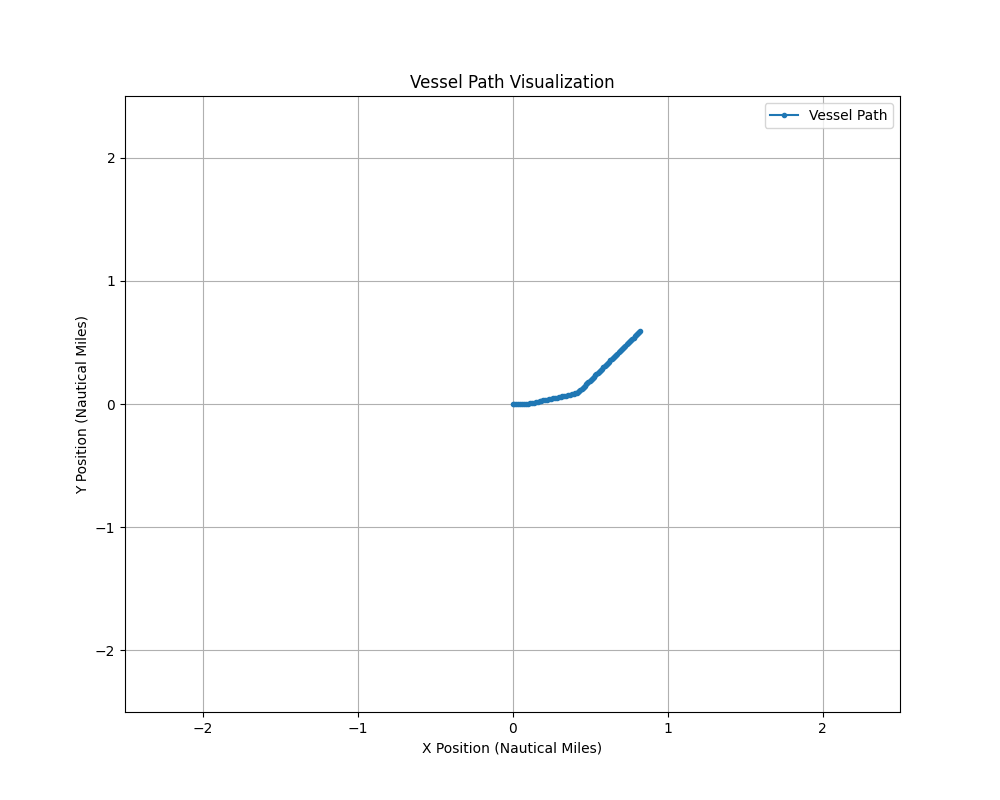 Vessel Path Visualization
Vessel Path
2
1
0
−1
−2
Y Position (Nautical Miles)
−2
−1
0
1
2
X Position (Nautical Miles)